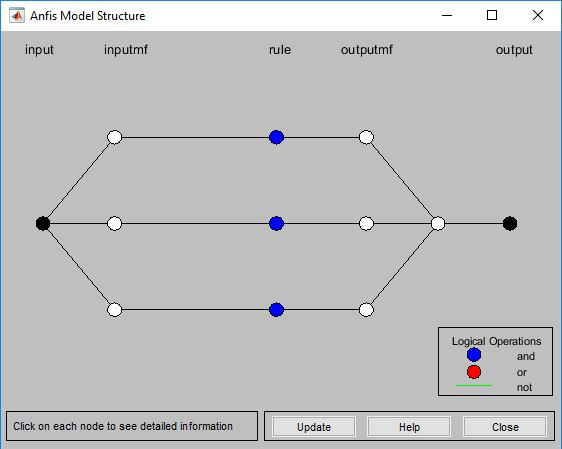 Anfis Model Structure
input inputmf rule outputmf output
Logical Operations
and
or
not
Click on each node to see detailed information
Update Help Close